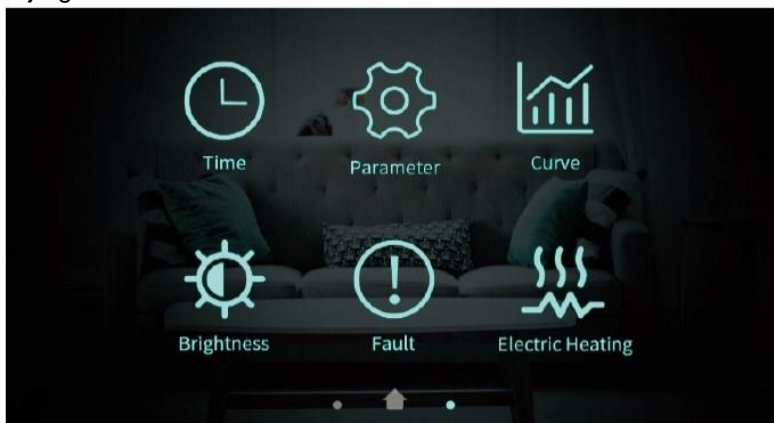 Time
Parameter
Curve
Brightness
Fault
Electric Heating